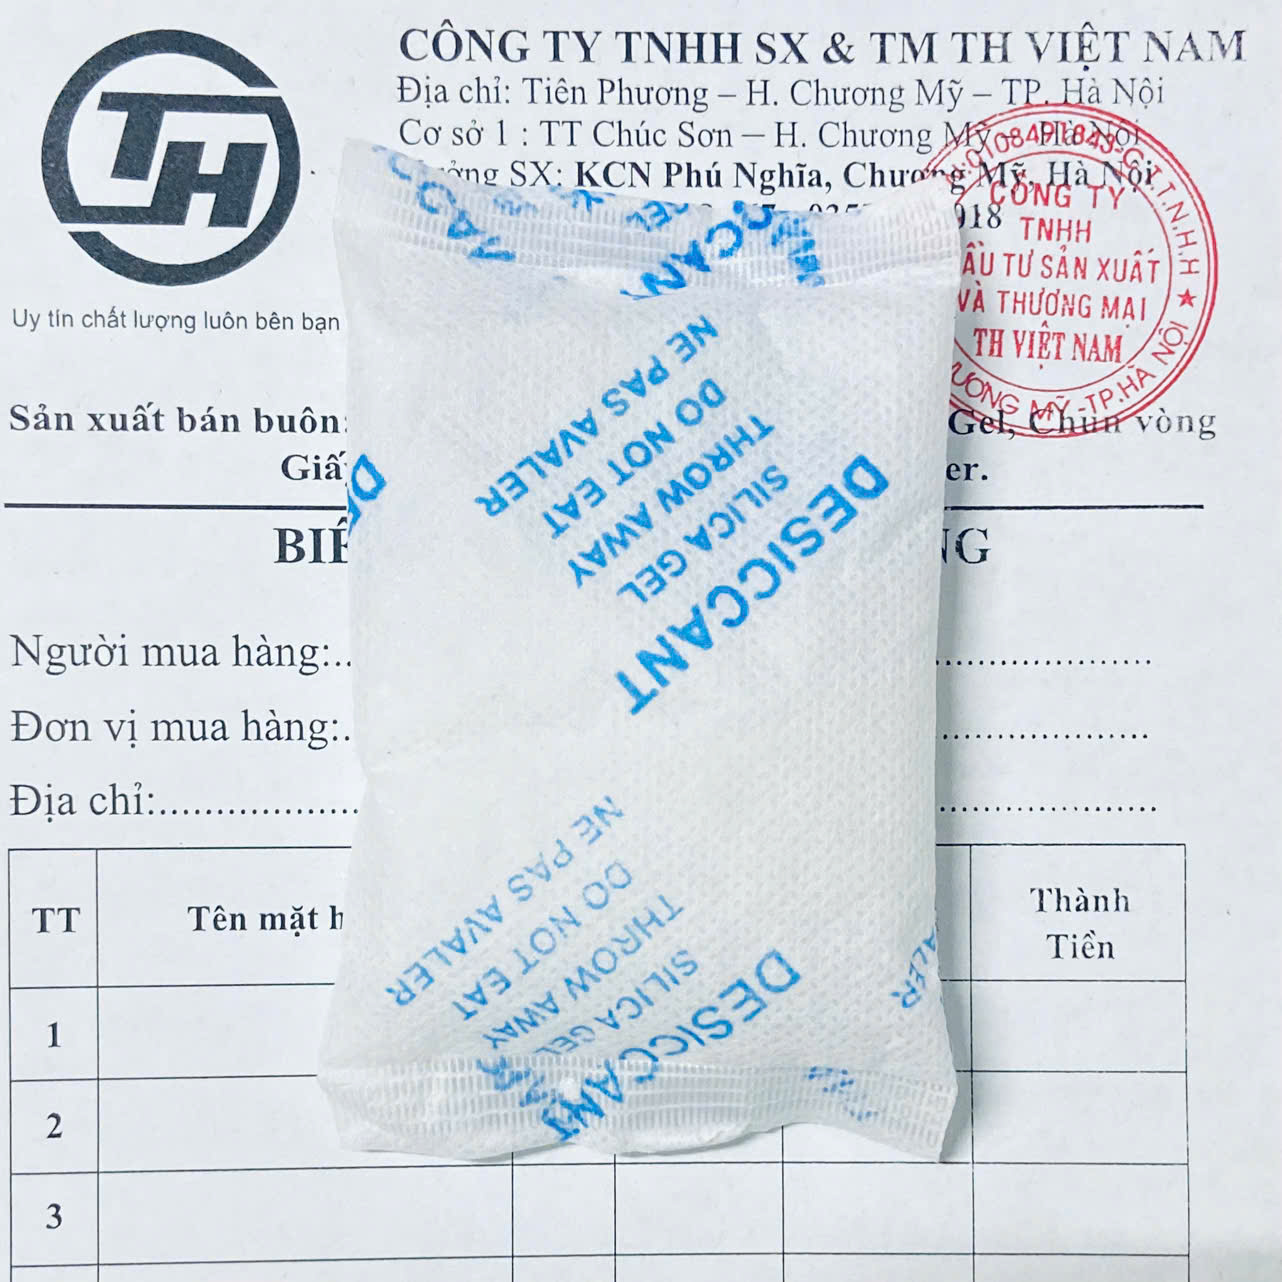 TH
Uy tín chất lượng luôn bên bạn
CÔNG TY TNHH SX & TM TH VIỆT NAM
Địa chỉ: Tiên Phương – H. Chương Mỹ – TP. Hà Nội
Cơ sở 1 : TT Chúc Sơn – H. Chương Mỹ – Hà Nội
SX: KCN Phú Nghĩa, Chương Mỹ, Hà Nội
CÔNG TY
TNHH
SẢN XUẤT
VÀ THƯƠNG MẠI
TH VIỆT NAM
Sản xuất bán buôn:
Gel, Chun vòng
Người mua hàng:
Đơn vị mua hàng:
Địa chỉ:
TT
Tên mặt
Thành
Tiền
1
2
3
NE PAS AVALER
DO NOT EAT
THROW AWAY
SILICA GEL
DESICCANT
NE PAS AVALER
DO NOT EAT
THROW AWAY
SILICA GEL
DESICCANT